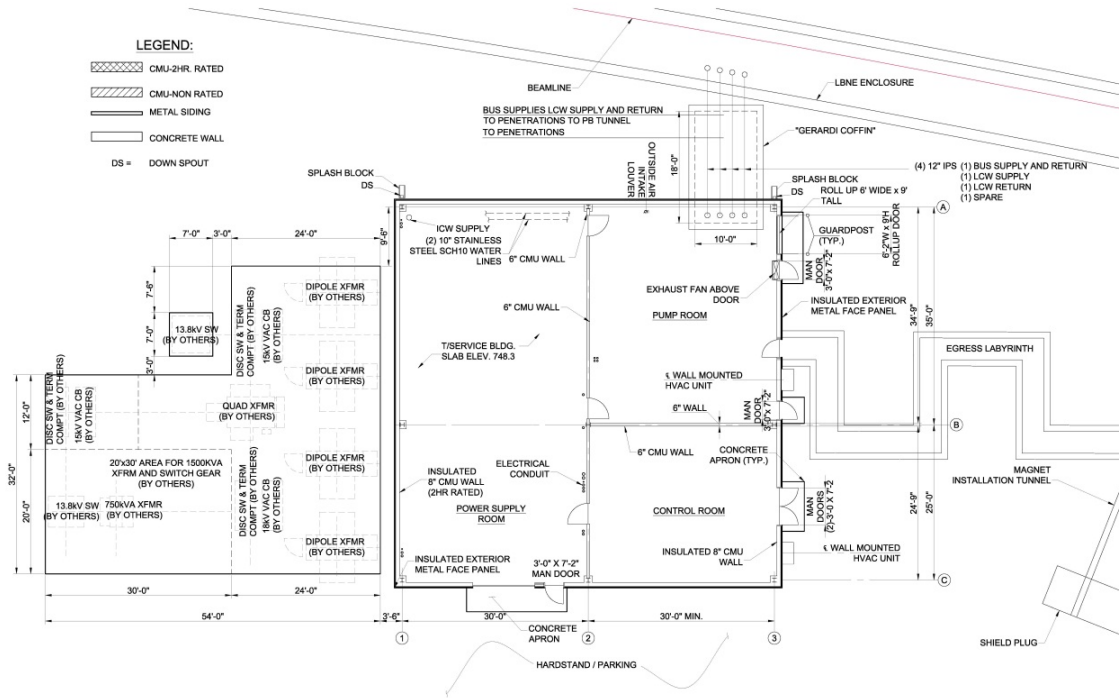 LEGEND:
CMU-2HR. RATED
CMU-NON RATED
METAL SIDING
CONCRETE WALL
DS = DOWN SPOUT
BEAMLINE
LBNE ENCLOSURE
BUS SUPPLIES LCW SUPPLY AND RETURN
TO PENETRATIONS TO PB TUNNEL
TO PENETRATIONS
"GERARDI COFFIN"
(4) 12" IPS (1) BUS SUPPLY AND RETURN
(1) LCW SUPPLY
(1) LCW RETURN
(1) SPARE
18'-0"
10'-0"
OUTSIDE AIR
INTAKE
LOUVER
SPLASH BLOCK
DS
SPLASH BLOCK
DS
ROLL UP 6' WIDE x 9'
TALL
GUARDPOST
(TYP.)
6'-2"W x 9'H
ROLLUP DOOR
MAN
DOOR
3'-0"x 7'-2"
A
ICW SUPPLY
(2) 10" STAINLESS
STEEL SCH10 WATER
LINES
6" CMU WALL
6" CMU WALL
EXHAUST FAN ABOVE
DOOR
PUMP ROOM
INSULATED EXTERIOR
METAL FACE PANEL
T/SERVICE BLDG.
SLAB ELEV. 748.3
34'-9"
35'-0"
EGRESS LABYRINTH
℄ WALL MOUNTED
HVAC UNIT
6" WALL
MAN
DOOR
3'-0"x 7'-2"
B
6" CMU WALL
CONCRETE
APRON (TYP.)
MAGNET
INSTALLATION TUNNEL
INSULATED
8" CMU WALL
(2HR RATED)
ELECTRICAL
CONDUIT
POWER SUPPLY
ROOM
CONTROL ROOM
MAN
DOORS
(2)-3'-0 X 7'-2
24'-9"
25'-0"
INSULATED 8" CMU
WALL
℄ WALL MOUNTED
HVAC UNIT
INSULATED EXTERIOR
METAL FACE PANEL
3'-0" X 7'-2"
MAN DOOR
C
7'-0"
3'-0"
24'-0"
9'-6"
7'-6"
7'-0"
3'-0"
13.8kV SW
(BY OTHERS)
DISC SW & TERM
COMPT (BY OTHERS)
15kV VAC CB
(BY OTHERS)
DIPOLE XFMR
(BY OTHERS)
DIPOLE XFMR
(BY OTHERS)
QUAD XFMR
(BY OTHERS)
DISC SW & TERM
COMPT (BY OTHERS)
15kV VAC CB
(BY OTHERS)
12'-0"
32'-0"
20'-0"
20'x30' AREA FOR 1500KVA
XFRM AND SWITCH GEAR
(BY OTHERS)
13.8kV SW
(BY OTHERS)
750kVA XFMR
(BY OTHERS)
DISC SW & TERM
COMPT (BY OTHERS)
18kV VAC CB
(BY OTHERS)
DIPOLE XFMR
(BY OTHERS)
DIPOLE XFMR
(BY OTHERS)
30'-0"
24'-0"
54'-0"
3'-6"
30'-0"
30'-0" MIN.
1
2
3
CONCRETE
APRON
HARDSTAND / PARKING
SHIELD PLUG